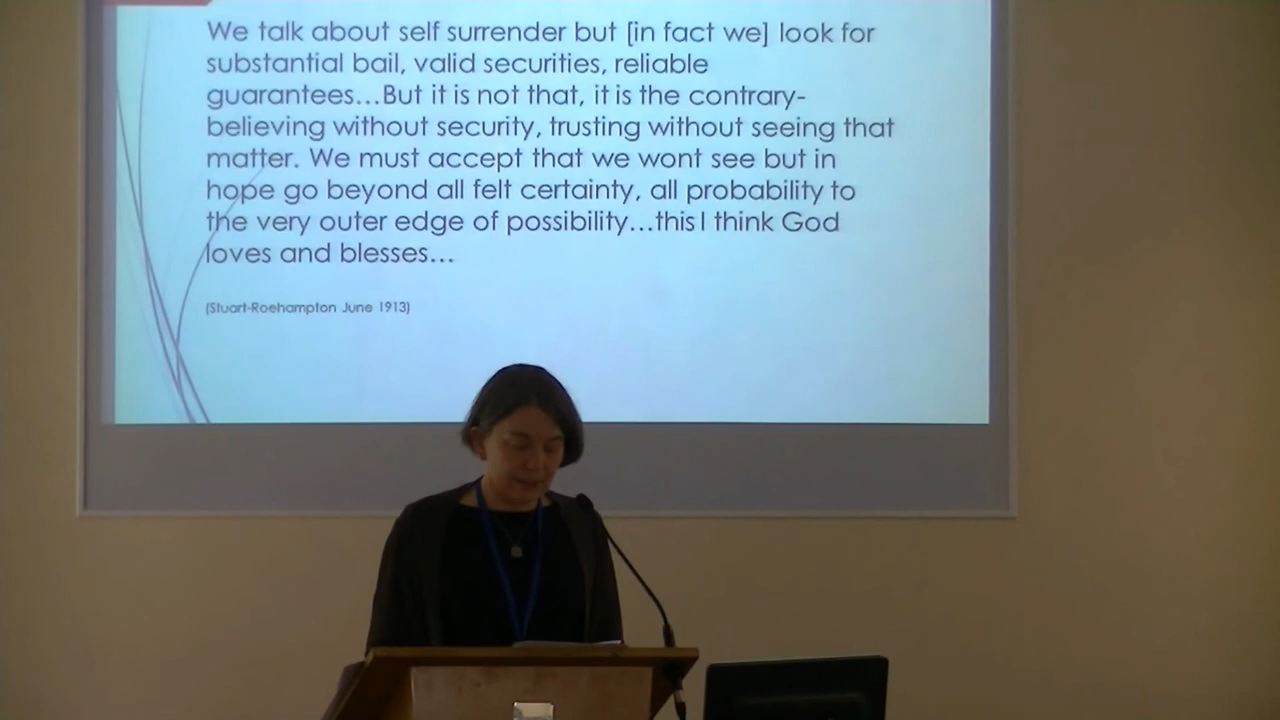 We talk about self surrender but [in fact we] look for
substantial bail, valid securities, reliable
guarantees...But it is not that, it is the contrary-
believing without security, trusting without seeing that
matter. We must accept that we wont see but in
hope go beyond all felt certainty, all probability to
the very outer edge of possibility...this I think God
loves and blesses...
(Stuart-Roehampton June 1913)